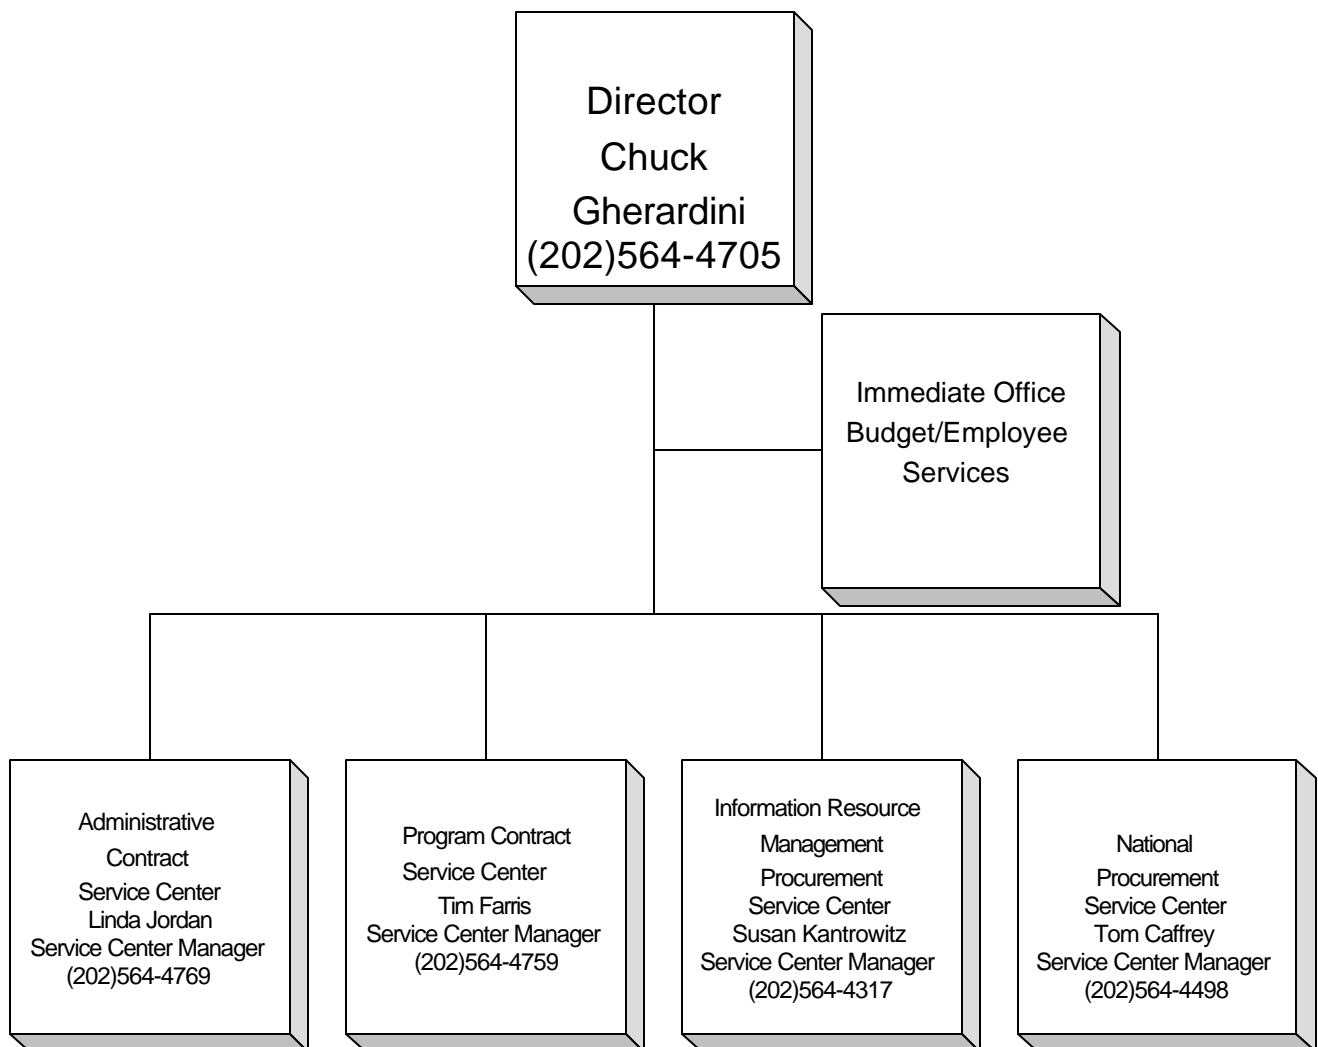 Director
Chuck
Gherardini
(202)564-4705
Immediate Office
Budget/Employee
Services
Administrative
Contract
Service Center
Linda Jordan
Service Center Manager
(202)564-4769
Program Contract
Service Center
Tim Farris
Service Center Manager
(202)564-4759
Information Resource
Management
Procurement
Service Center
Susan Kantrowitz
Service Center Manager
(202)564-4317
National
Procurement
Service Center
Tom Caffrey
Service Center Manager
(202)564-4498